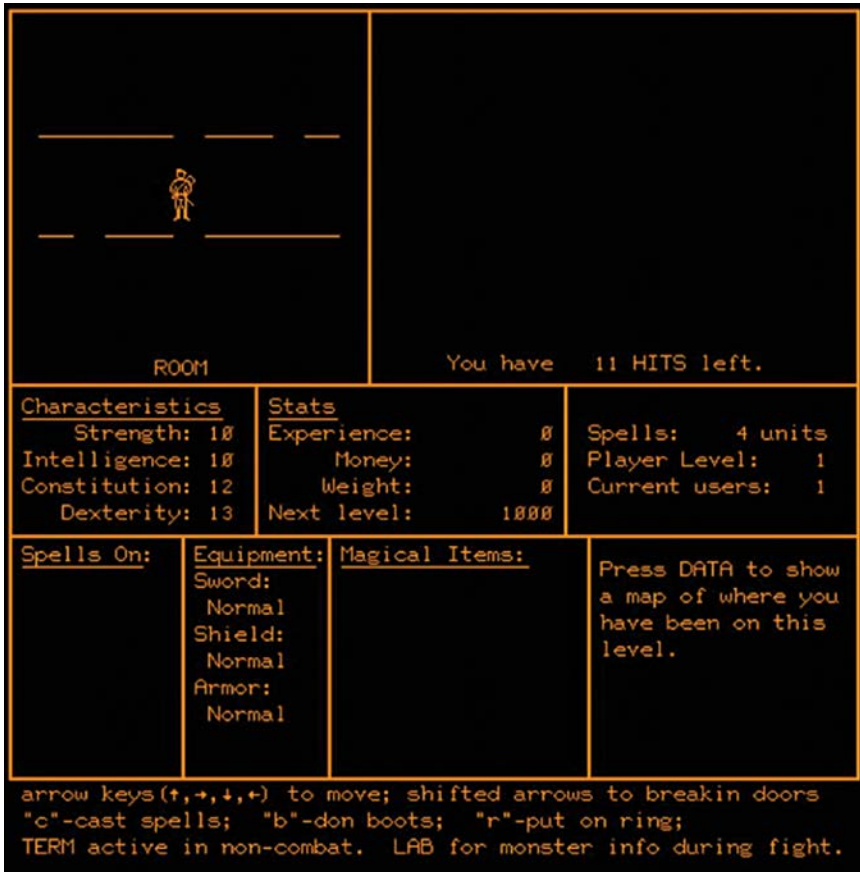 ROOM
You have 11 HITS left.
Characteristics
Strength: 10
Intelligence: 10
Constitution: 12
Dexterity: 13
Stats
Experience: 0
Money: 0
Weight: 0
Next level: 1000
Spells: 4 units
Player Level: 1
Current users: 1
Spells On:
Equipment:
Sword:
Normal
Shield:
Normal
Armor:
Normal
Magical Items:
Press DATA to show
a map of where you
have been on this
level.
arrow keys(↑,→,↓,←) to move; shifted arrows to breakin doors
"c"-cast spells; "b"-don boots; "r"-put on ring;
TERM active in non-combat. LAB for monster info during fight.